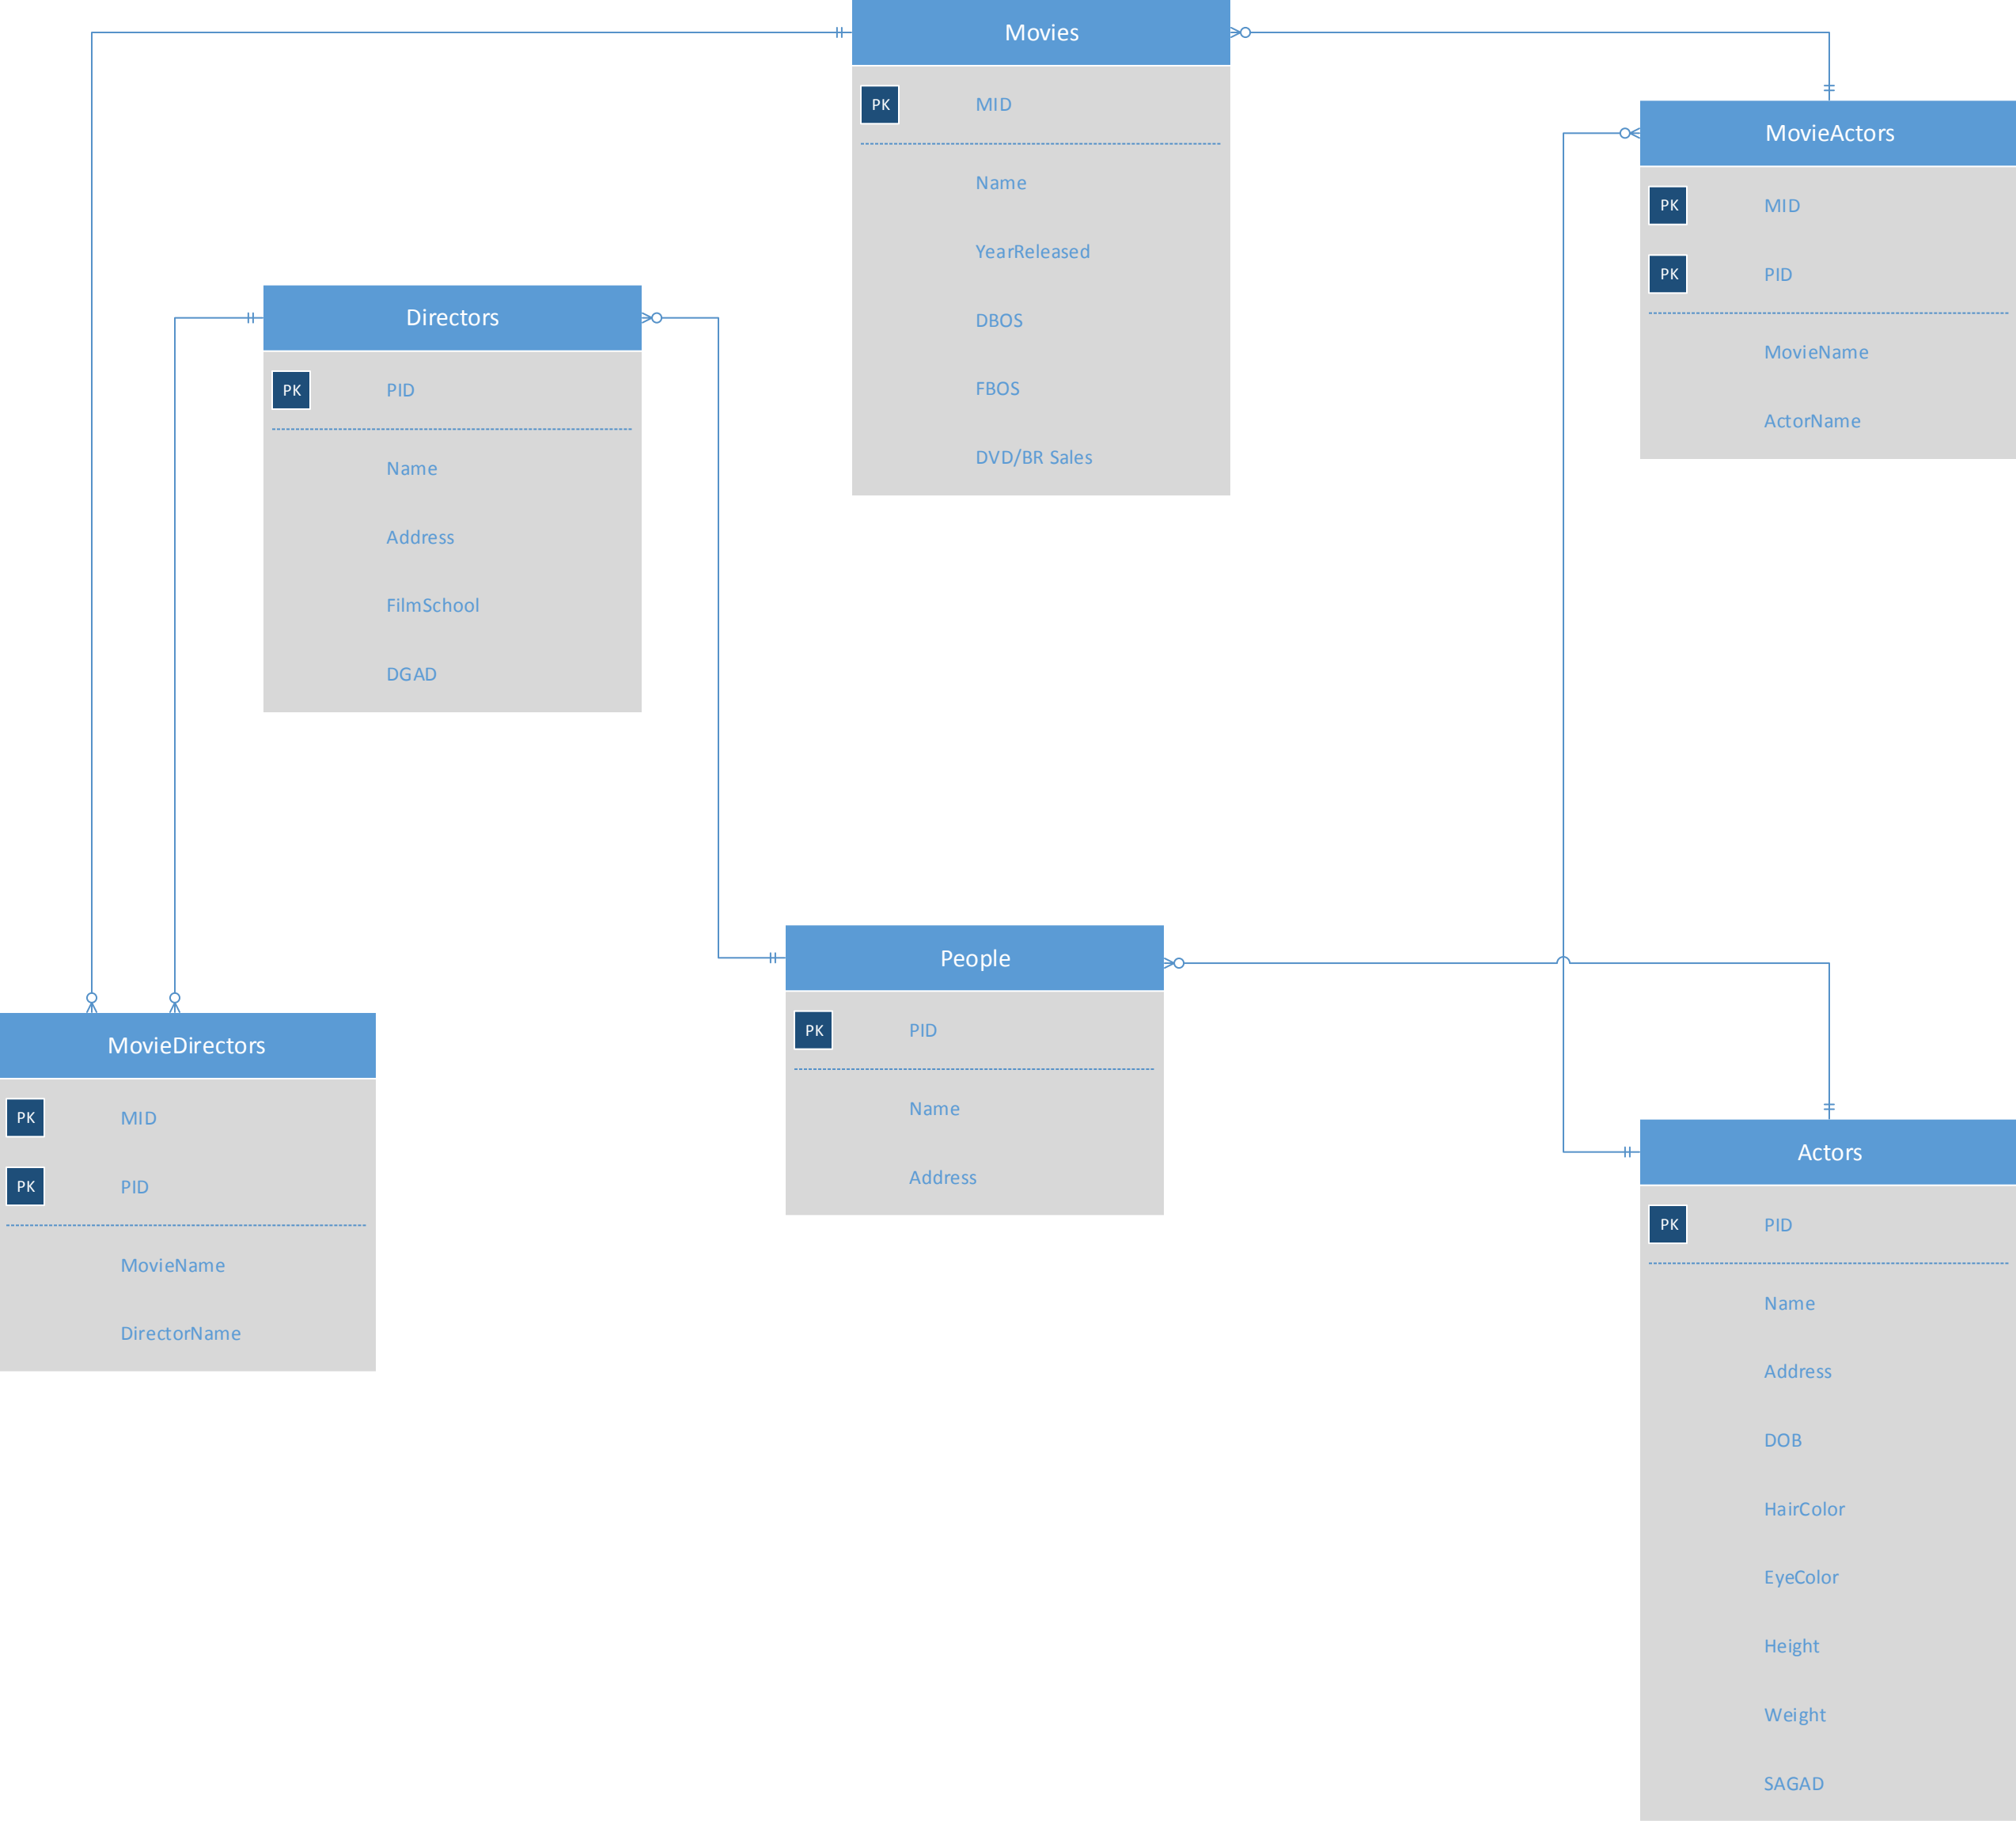 Movies
PK MID
Name
YearReleased
DBOS
FBOS
DVD/BR Sales
MovieActors
PK MID
PK PID
MovieName
ActorName
Directors
PK PID
Name
Address
FilmSchool
DGAD
People
PK PID
Name
Address
MovieDirectors
PK MID
PK PID
MovieName
DirectorName
Actors
PK PID
Name
Address
DOB
HairColor
EyeColor
Height
Weight
SAGAD